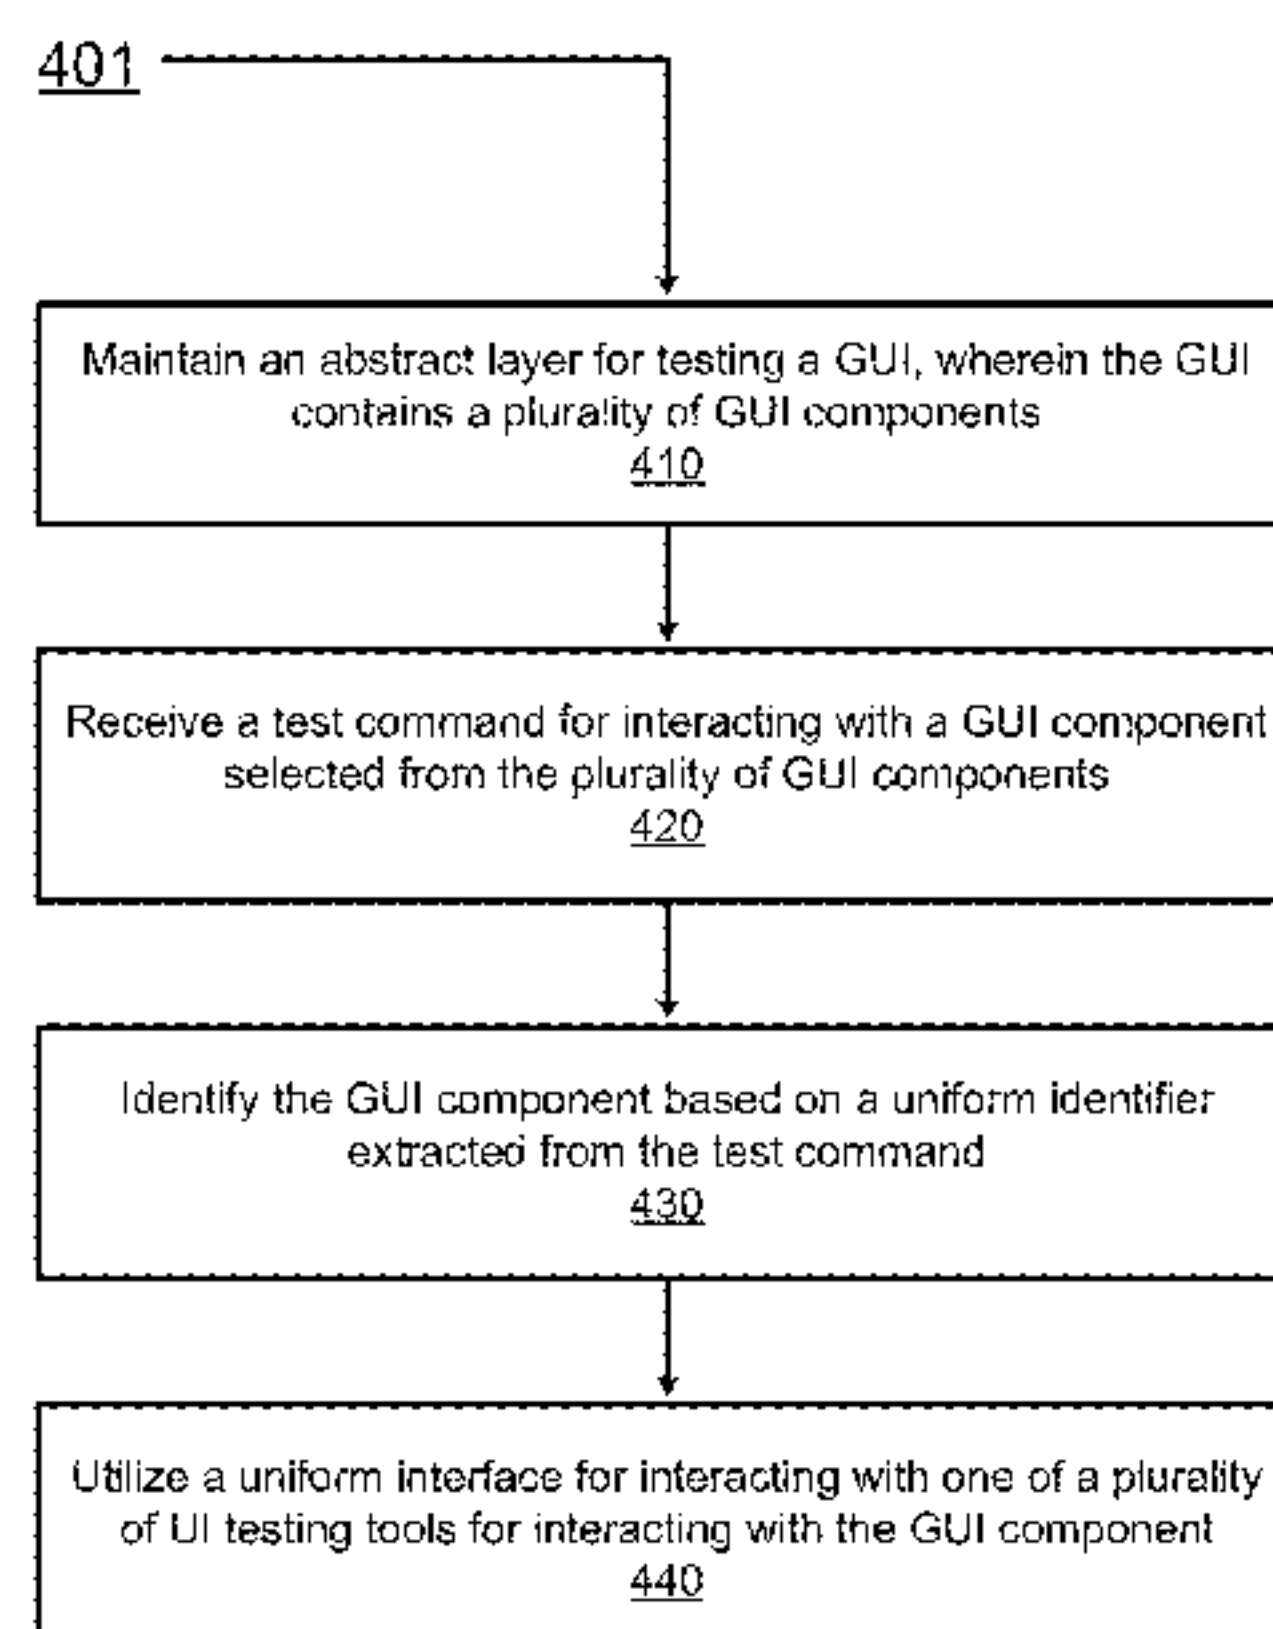 401
Maintain an abstract layer for testing a GUI, wherein the GUI
contains a plurality of GUI components
410
Receive a test command for interacting with a GUI component
selected from the plurality of GUI components
420
Identify the GUI component based on a uniform identifier
extracted from the test command
430
Utilize a uniform interface for interacting with one of a plurality
of UI testing tools for interacting with the GUI component
440